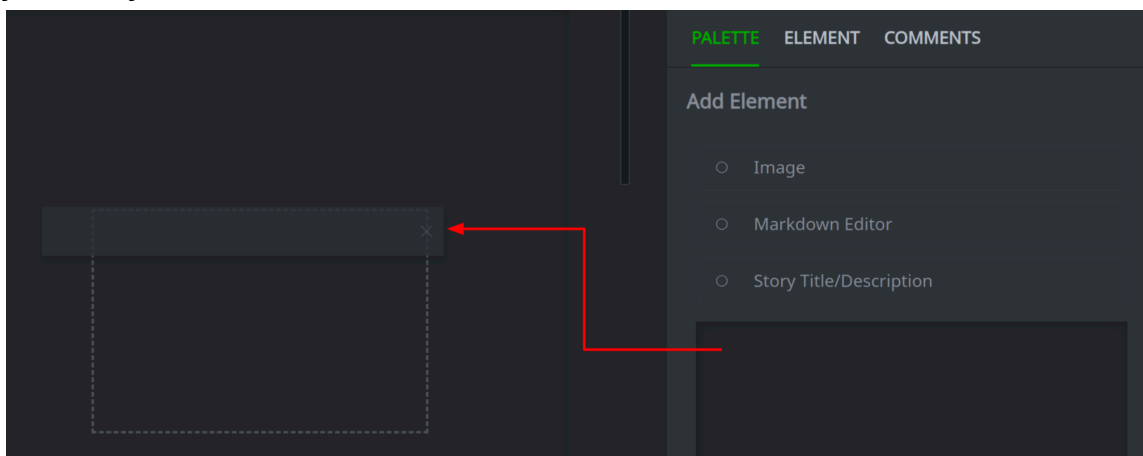 PALETTE ELEMENT COMMENTS
Add Element
Image
Markdown Editor
Story Title/Description